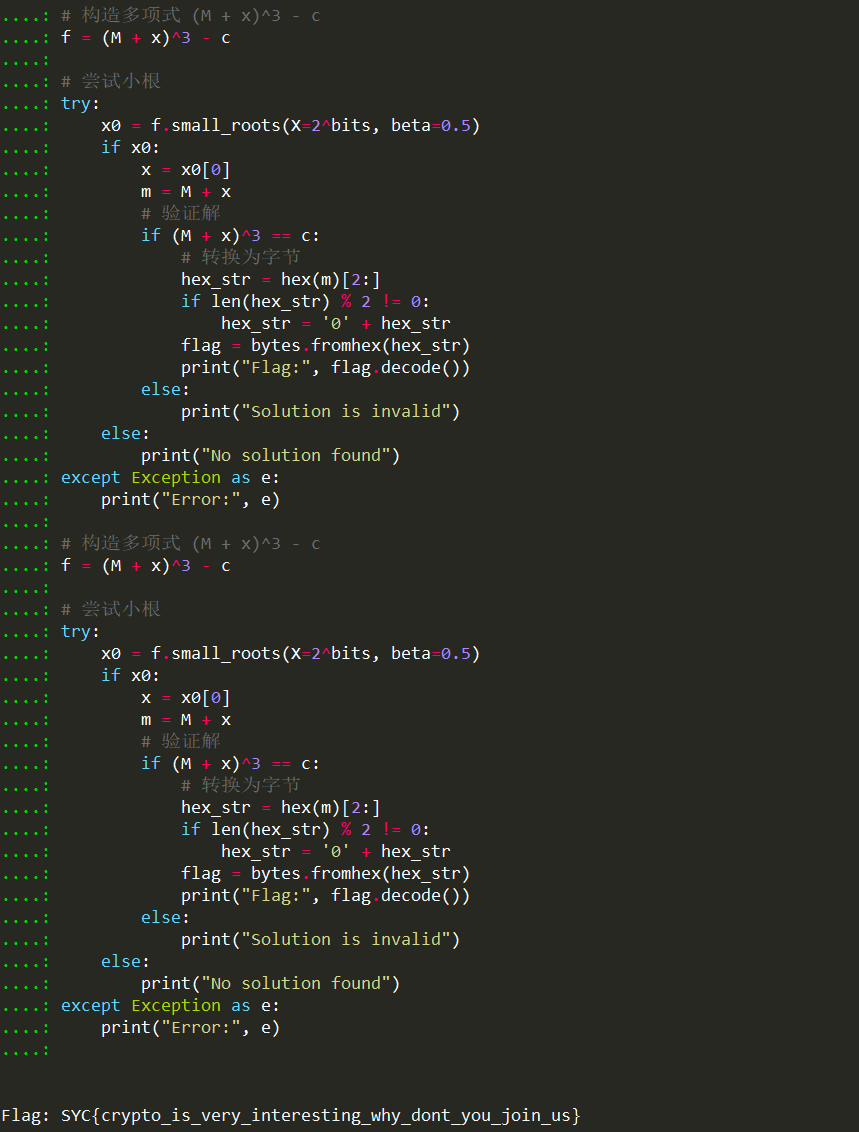 ....: # 构造多项式 (M + x)^3 - c
....: f = (M + x)^3 - c
....:
....: # 尝试小根
....: try:
....:     x0 = f.small_roots(X=2^bits, beta=0.5)
....:     if x0:
....:         x = x0[0]
....:         m = M + x
....:         # 验证解
....:         if (M + x)^3 == c:
....:             # 转换为字节
....:             hex_str = hex(m)[2:]
....:             if len(hex_str) % 2 != 0:
....:                 hex_str = '0' + hex_str
....:             flag = bytes.fromhex(hex_str)
....:             print("Flag:", flag.decode())
....:         else:
....:             print("Solution is invalid")
....:     else:
....:         print("No solution found")
....: except Exception as e:
....:     print("Error:", e)
....:
....: # 构造多项式 (M + x)^3 - c
....: f = (M + x)^3 - c
....:
....: # 尝试小根
....: try:
....:     x0 = f.small_roots(X=2^bits, beta=0.5)
....:     if x0:
....:         x = x0[0]
....:         m = M + x
....:         # 验证解
....:         if (M + x)^3 == c:
....:             # 转换为字节
....:             hex_str = hex(m)[2:]
....:             if len(hex_str) % 2 != 0:
....:                 hex_str = '0' + hex_str
....:             flag = bytes.fromhex(hex_str)
....:             print("Flag:", flag.decode())
....:         else:
....:             print("Solution is invalid")
....:     else:
....:         print("No solution found")
....: except Exception as e:
....:     print("Error:", e)
....:
Flag: SYC{crypto_is_very_interesting_why_dont_you_join_us}